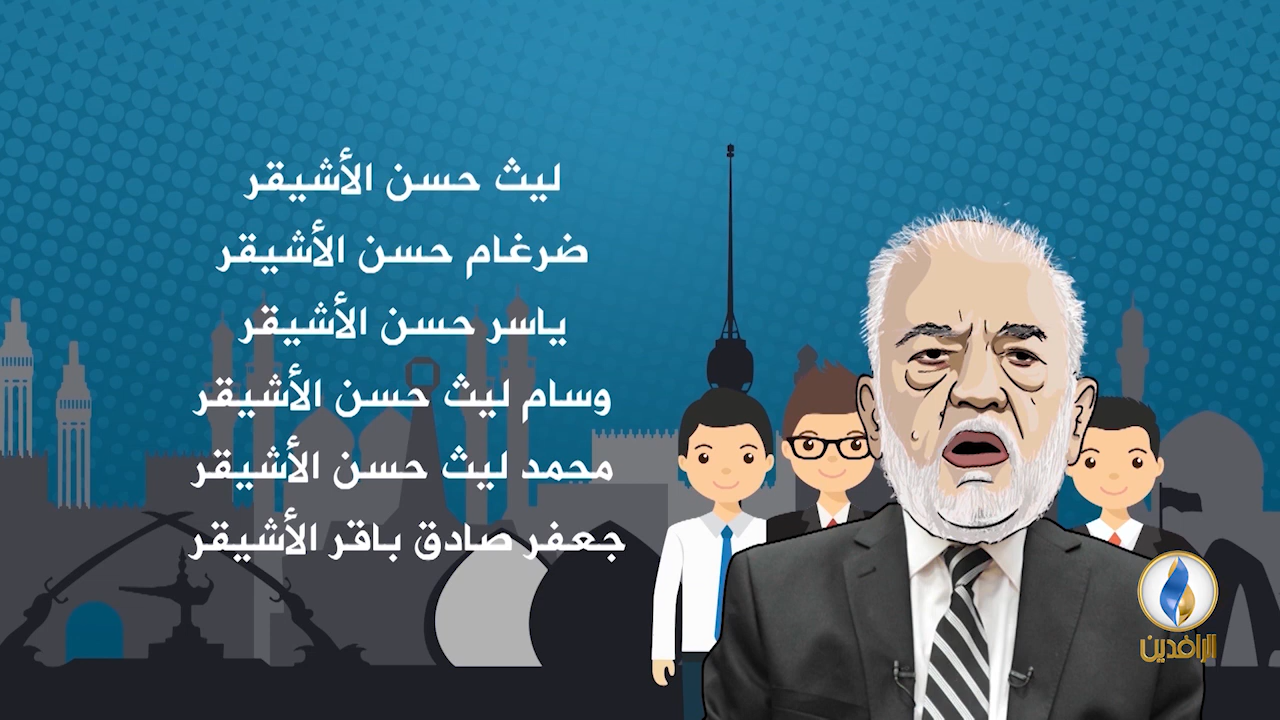 ليث حسن الأشيقر
ضرغام حسن الأشيقر
ياسر حسن الأشيقر
وسام ليث حسن الأشيقر
محمد ليث حسن الأشيقر
جعفر صادق باقر الأشيقر
الرافدين